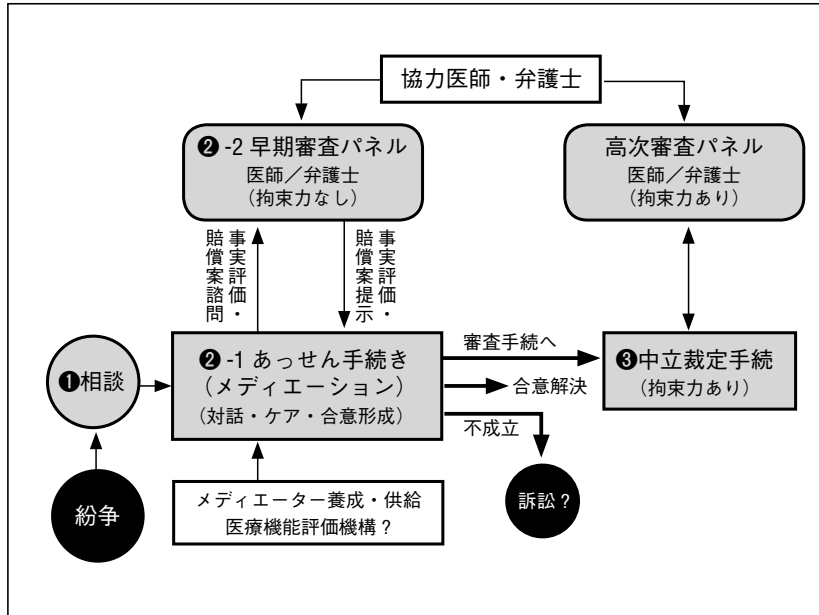 協力医師・弁護士
❷-2 早期審査パネル
医師／弁護士
（拘束力なし）
高次審査パネル
医師／弁護士
（拘束力あり）
事実評価・
賠償案諮問
事実評価・
賠償案提示
❶相談
❷-1 あっせん手続き
（メディエーション）
（対話・ケア・合意形成）
審査手続へ
合意解決
不成立
❸中立裁定手続
（拘束力あり）
紛争
メディエーター養成・供給
医療機能評価機構？
訴訟？